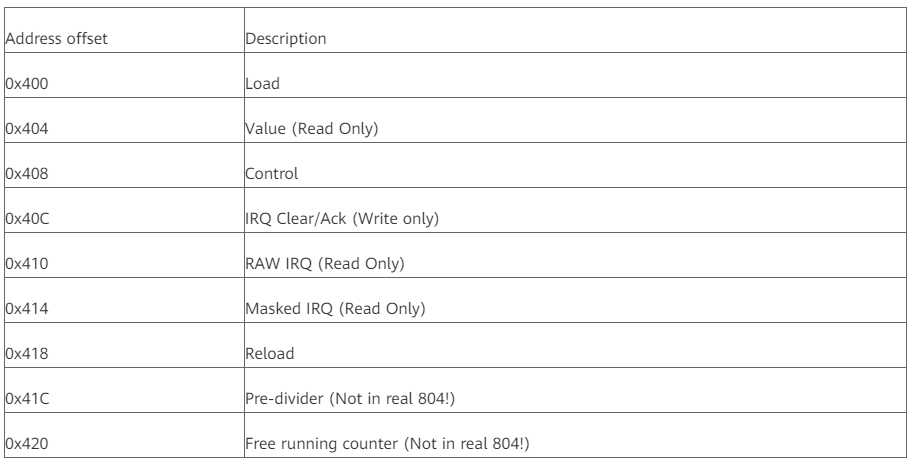 Address offset Description
0x400 Load
0x404 Value (Read Only)
0x408 Control
0x40C IRQ Clear/Ack (Write only)
0x410 RAW IRQ (Read Only)
0x414 Masked IRQ (Read Only)
0x418 Reload
0x41C Pre-divider (Not in real 804!)
0x420 Free running counter (Not in real 804!)